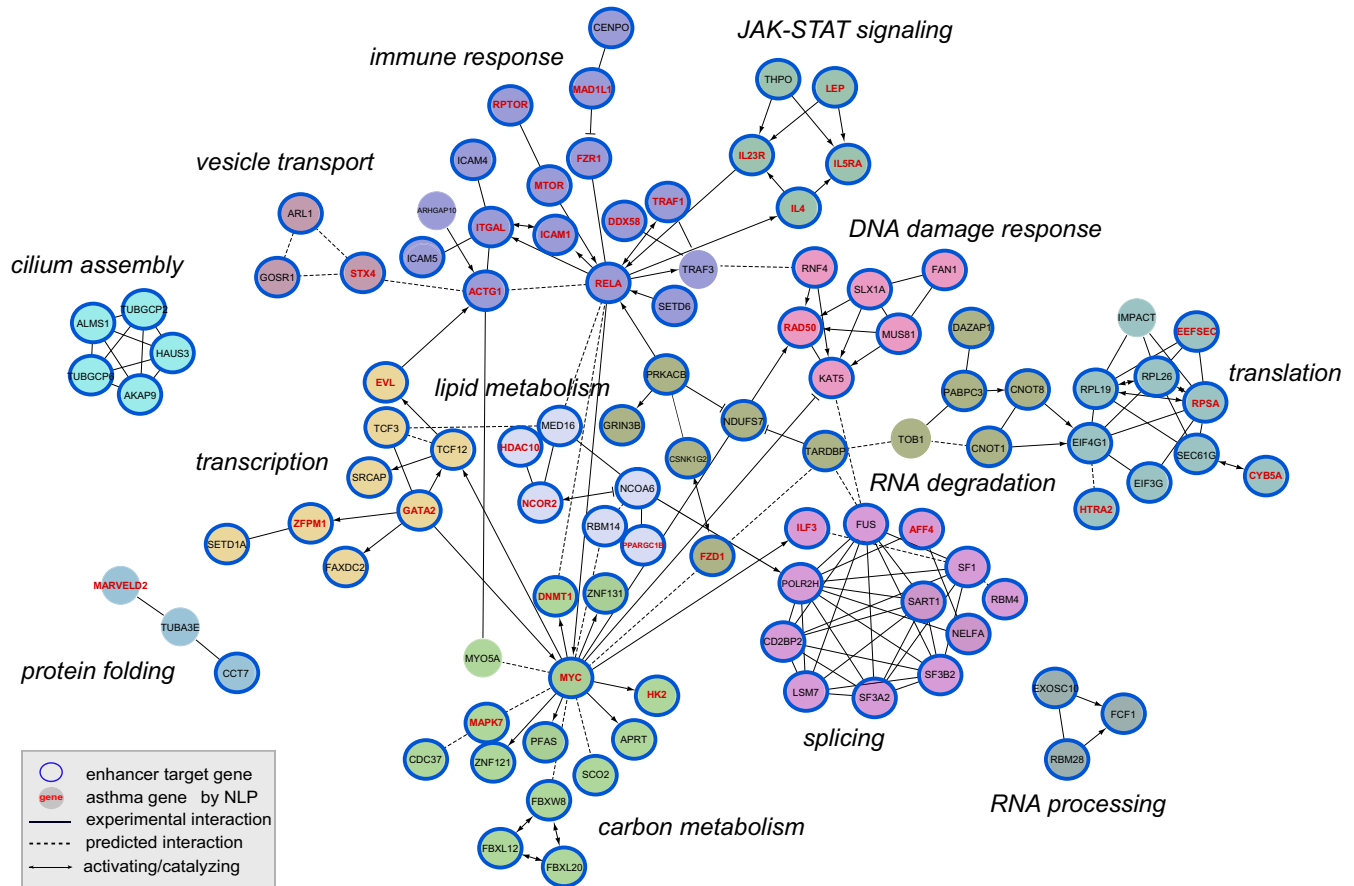 CENPO
JAK-STAT signaling
immune response
THPO
LEP
MAD1L1
RPTOR
vesicle transport
ICAM4
FZR1
IL23R
IL5RA
MTOR
TRAF1
ARL1
ARHGAP10
DDX58
IL4
ITGAL
ICAM1
DNA damage response
cilium assembly
ICAM5
GOSR1
STX4
TRAF3
RNF4
FAN1
SLX1A
ACTG1
RELA
SETD6
TUBGCP2
ALMS1
HAUS3
TUBGCP6
AKAP9
RAD50
MUS81
DAZAP1
IMPACT
EEFSEC
translation
EVL
lipid metabolism
PRKACB
KAT5
RPL26
RPL19
PABPC3
CNOT8
RPSA
TCF3
MED16
GRIN3B
NDUFS7
TOB1
EIF4G1
TCF12
HDAC10
CSNK1G2
TARDBP
CNOT1
SEC61G
transcription
SRCAP
RNA degradation
EIF3G
CYB5A
NCOR2
NCOA6
GATA2
ZFPM1
RBM14
ILF3
FUS
AFF4
HTRA2
SETD1A
PPARGC1B
FZD1
FAXDC2
SF1
MARVELD2
DNMT1
ZNF131
POLR2H
SART1
RBM4
TUBA3E
CD2BP2
NELFA
protein folding
MYO5A
CCT7
MYC
SF3B2
HK2
LSM7
SF3A2
EXOSC10
FCF1
MAPK7
splicing
CDC37
ZNF121
PFAS
APRT
RBM28
SCO2
RNA processing
FBXW8
carbon metabolism
FBXL12
FBXL20
enhancer target gene
gene asthma gene by NLP
experimental interaction
predicted interaction
activating/catalyzing